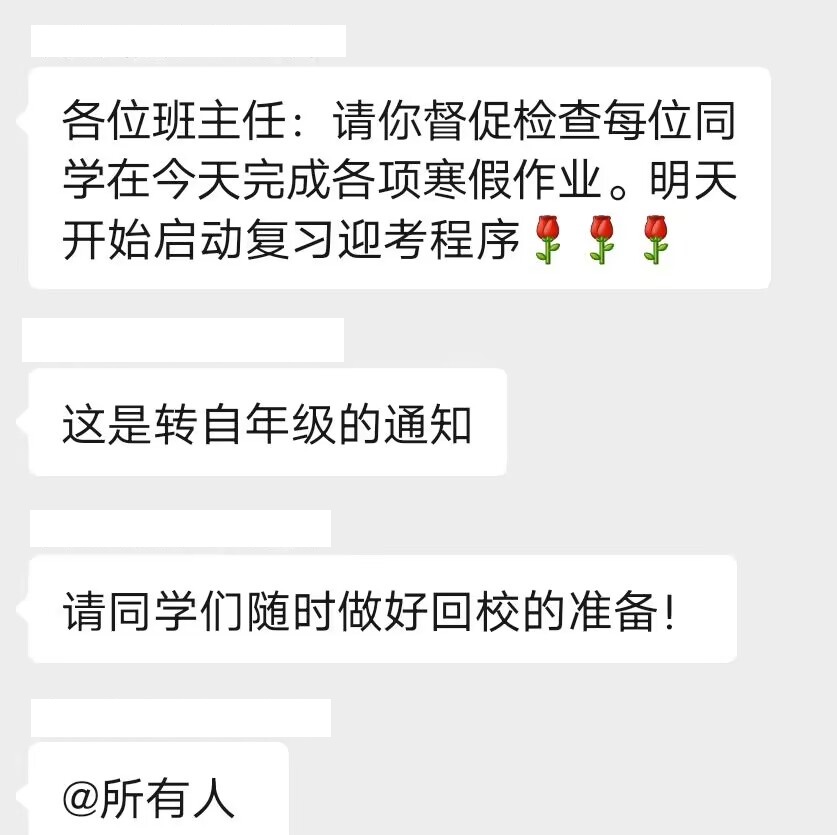 各位班主任：请你督促检查每位同
学在今天完成各项寒假作业。明天
开始启动复习迎考程序🌹🌹🌹
这是转自年级的通知
请同学们随时做好回校的准备！
@所有人